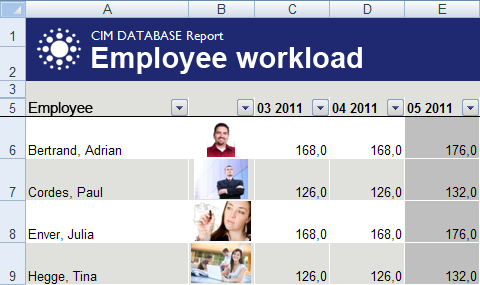 A B C D E
1 CIM DATABASE Report
2 Employee workload
3
5 Employee 03 2011 04 2011 05 2011
6 Bertrand, Adrian 168,0 168,0 176,0
7 Cordes, Paul 126,0 126,0 132,0
8 Enver, Julia 168,0 168,0 176,0
9 Hegge, Tina 126,0 126,0 132,0